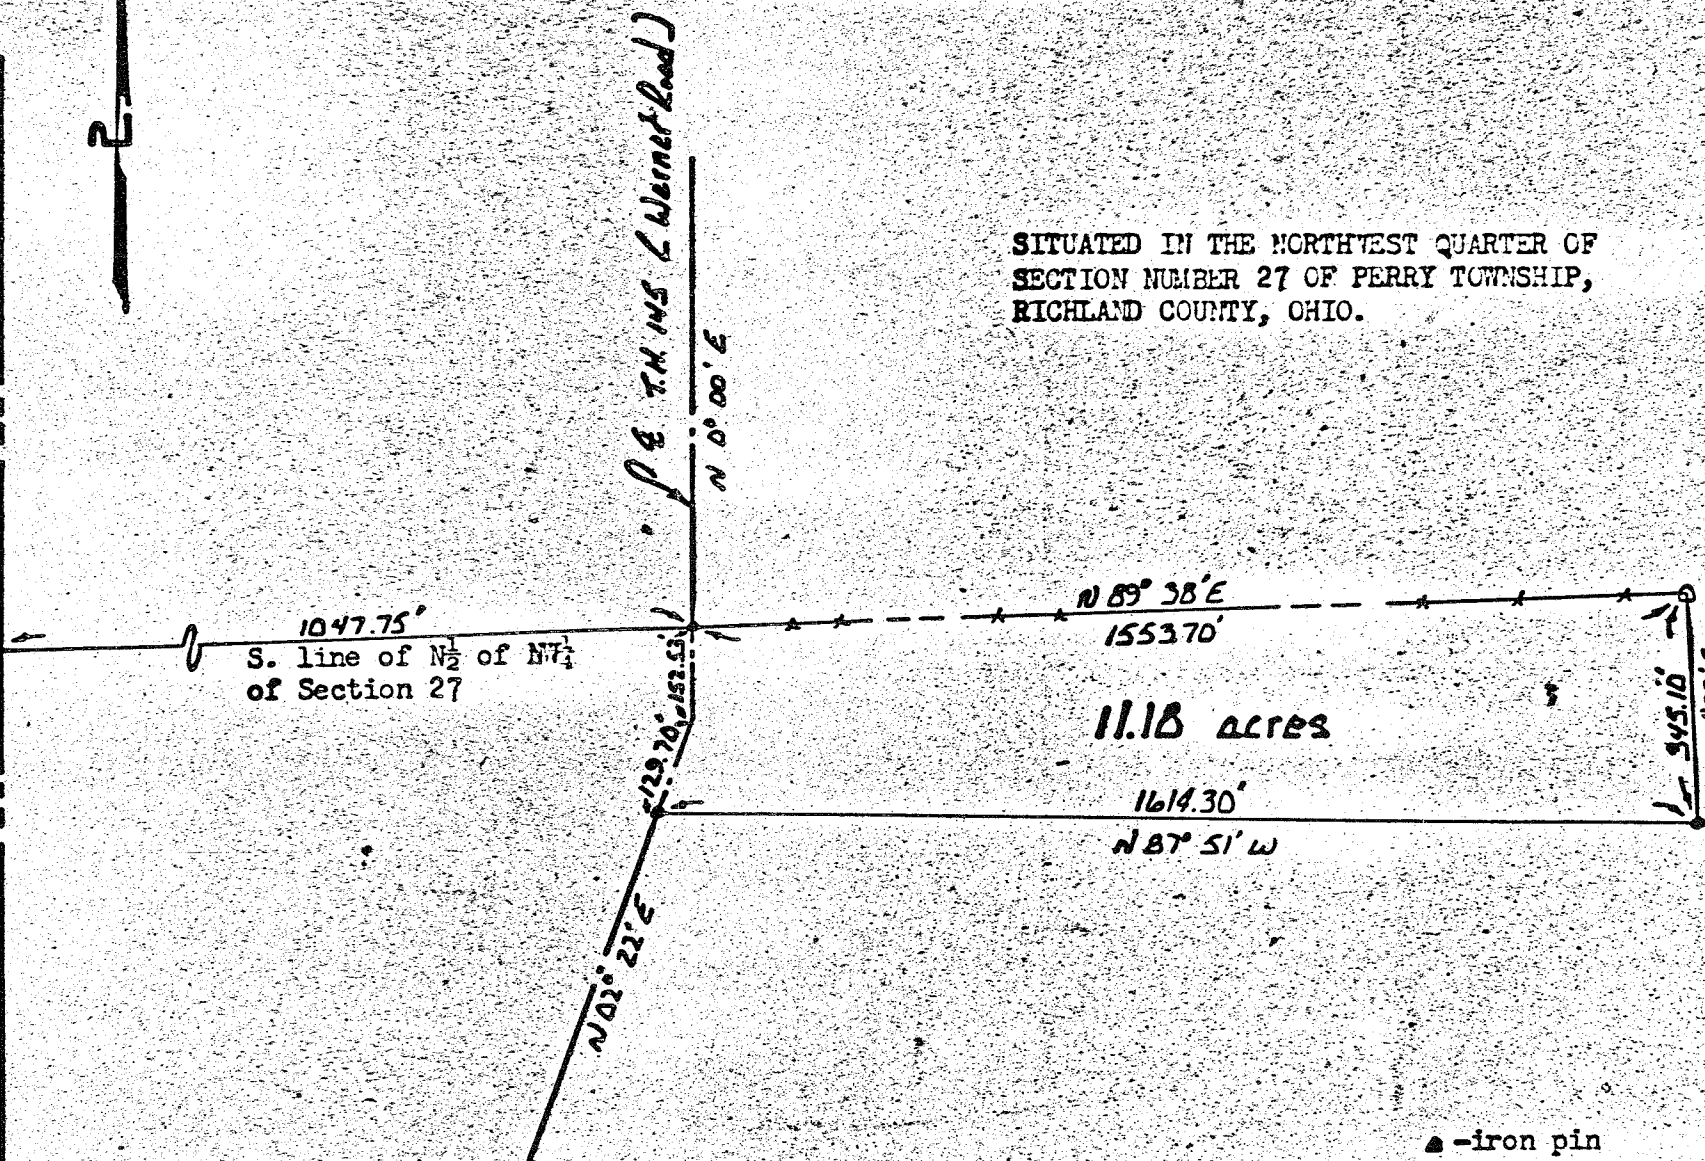 N
℄ T.H. 145 (Warner Road)
N 0° 00' E
SITUATED IN THE NORTHWEST QUARTER OF
SECTION NUMBER 27 OF PERRY TOWNSHIP,
RICHLAND COUNTY, OHIO.
1047.75'
S. line of N½ of NW¼
of Section 27
N 89° 38' E
1553.70'
152.53'
129.70'
11.18 acres
345.10'
1614.30'
N 87° 51' W
N 02° 22' E
-iron pin